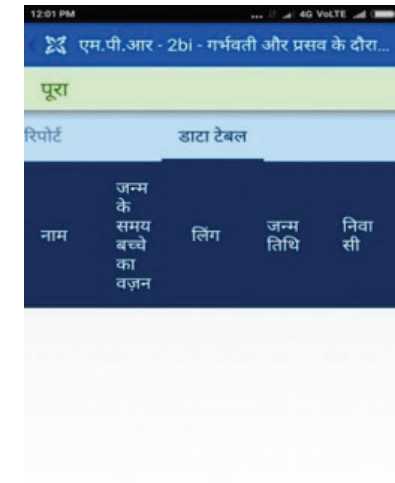 12:01 PM ... 4G VoLTE
एम.पी.आर - 2bi - गर्भवती और प्रसव के दौरा...
पूरा
रिपोर्ट डाटा टेबल
नाम
जन्म
के
समय
बच्चे
का
वज़न
लिंग
जन्म
तिथि
निवा
सी